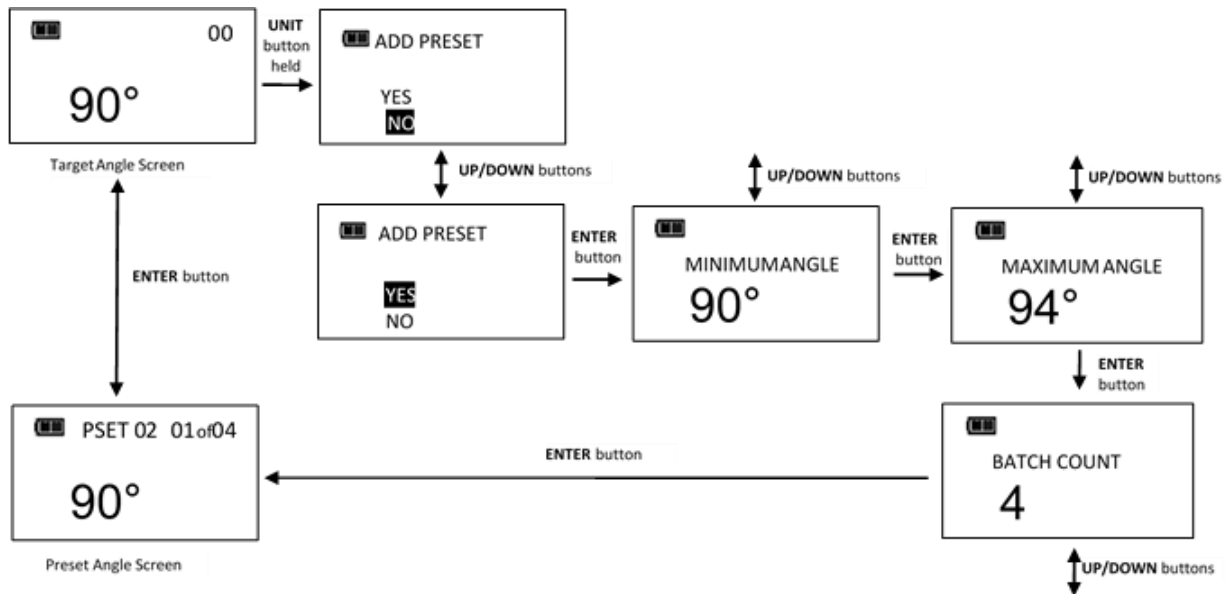 00
90°
Target Angle Screen
UNIT
button
held
ADD PRESET
YES
NO
UP/DOWN buttons
ADD PRESET
YES
NO
ENTER
button
UP/DOWN buttons
MINIMUMANGLE
90°
ENTER
button
UP/DOWN buttons
MAXIMUM ANGLE
94°
ENTER
button
BATCH COUNT
4
UP/DOWN buttons
ENTER button
PSET 02 01of04
90°
Preset Angle Screen
ENTER button